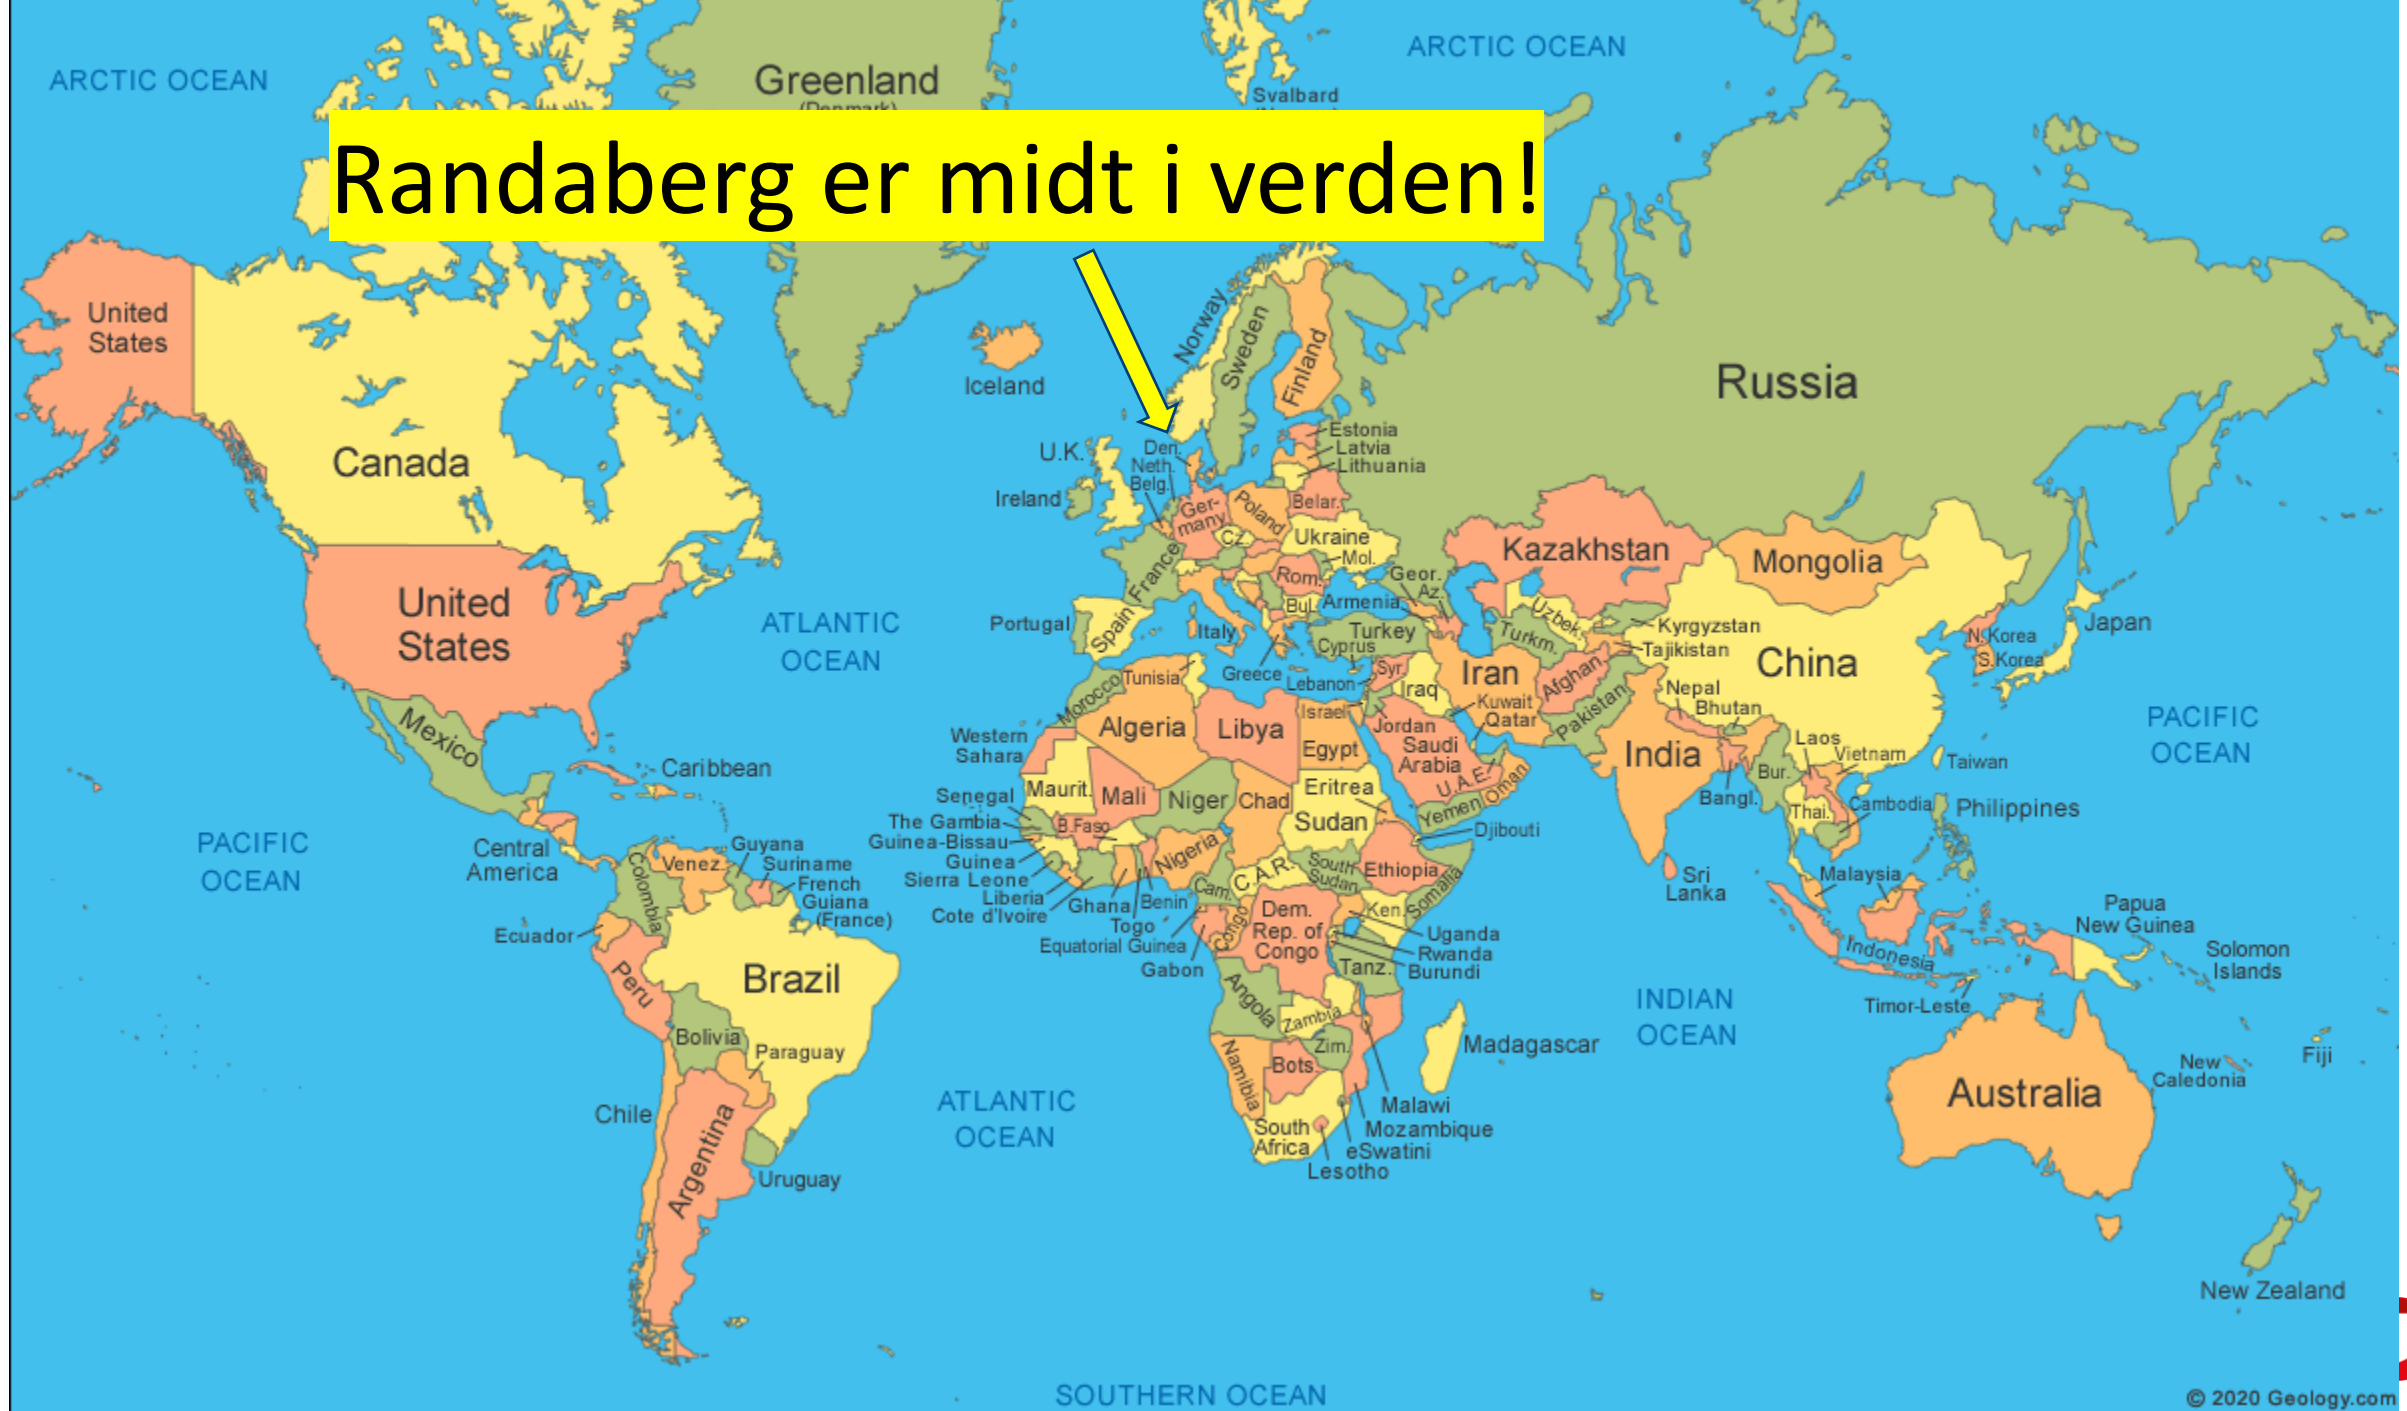 ARCTIC OCEAN
ARCTIC OCEAN
Greenland
(Denmark)
Svalbard
Randaberg er midt i verden!
United
States
Canada
Iceland
Norway
Sweden
Finland
Russia
U.K.
Ireland
Den.
Neth.
Belg.
Estonia
Latvia
Lithuania
Ger-
many
Poland
Belar.
Cz.
Ukraine
Mol.
France
Rom.
Bul.
Geor.
Az.
Armenia
Kazakhstan
Mongolia
United
States
ATLANTIC
OCEAN
Portugal
Spain
Italy
Greece
Turkey
Cyprus
Syr.
Lebanon
Israel
Iraq
Iran
Uzbek.
Turkm.
Kyrgyzstan
Tajikistan
Afghan.
Pakistan
China
N.Korea
S.Korea
Japan
Mexico
Caribbean
Morocco
Tunisia
Algeria
Libya
Egypt
Jordan
Kuwait
Qatar
Saudi
Arabia
U.A.E.
Oman
Yemen
Nepal
Bhutan
India
Bangl.
Bur.
Laos
Vietnam
Thai.
Cambodia
Taiwan
Philippines
PACIFIC
OCEAN
Western
Sahara
Maurit.
Mali
Niger
Chad
Eritrea
Sudan
Djibouti
Senegal
The Gambia
Guinea-Bissau
Guinea
Sierra Leone
Liberia
Cote d'Ivoire
B.Faso
Ghana
Togo
Benin
Nigeria
Cam.
Equatorial Guinea
Gabon
Congo
C.A.R.
South
Sudan
Ethiopia
Somalia
Ken.
Dem.
Rep. of
Congo
Uganda
Rwanda
Burundi
Tanz.
Sri
Lanka
Malaysia
Indonesia
Timor-Leste
Papua
New Guinea
Solomon
Islands
PACIFIC
OCEAN
Central
America
Guyana
Suriname
French
Guiana
(France)
Venez.
Colombia
Ecuador
Peru
Brazil
Bolivia
Paraguay
Chile
Argentina
Uruguay
ATLANTIC
OCEAN
Angola
Zambia
Zim.
Namibia
Bots.
South
Africa
Malawi
Mozambique
eSwatini
Lesotho
Madagascar
INDIAN
OCEAN
Australia
New
Caledonia
Fiji
New Zealand
SOUTHERN OCEAN
© 2020 Geology.com